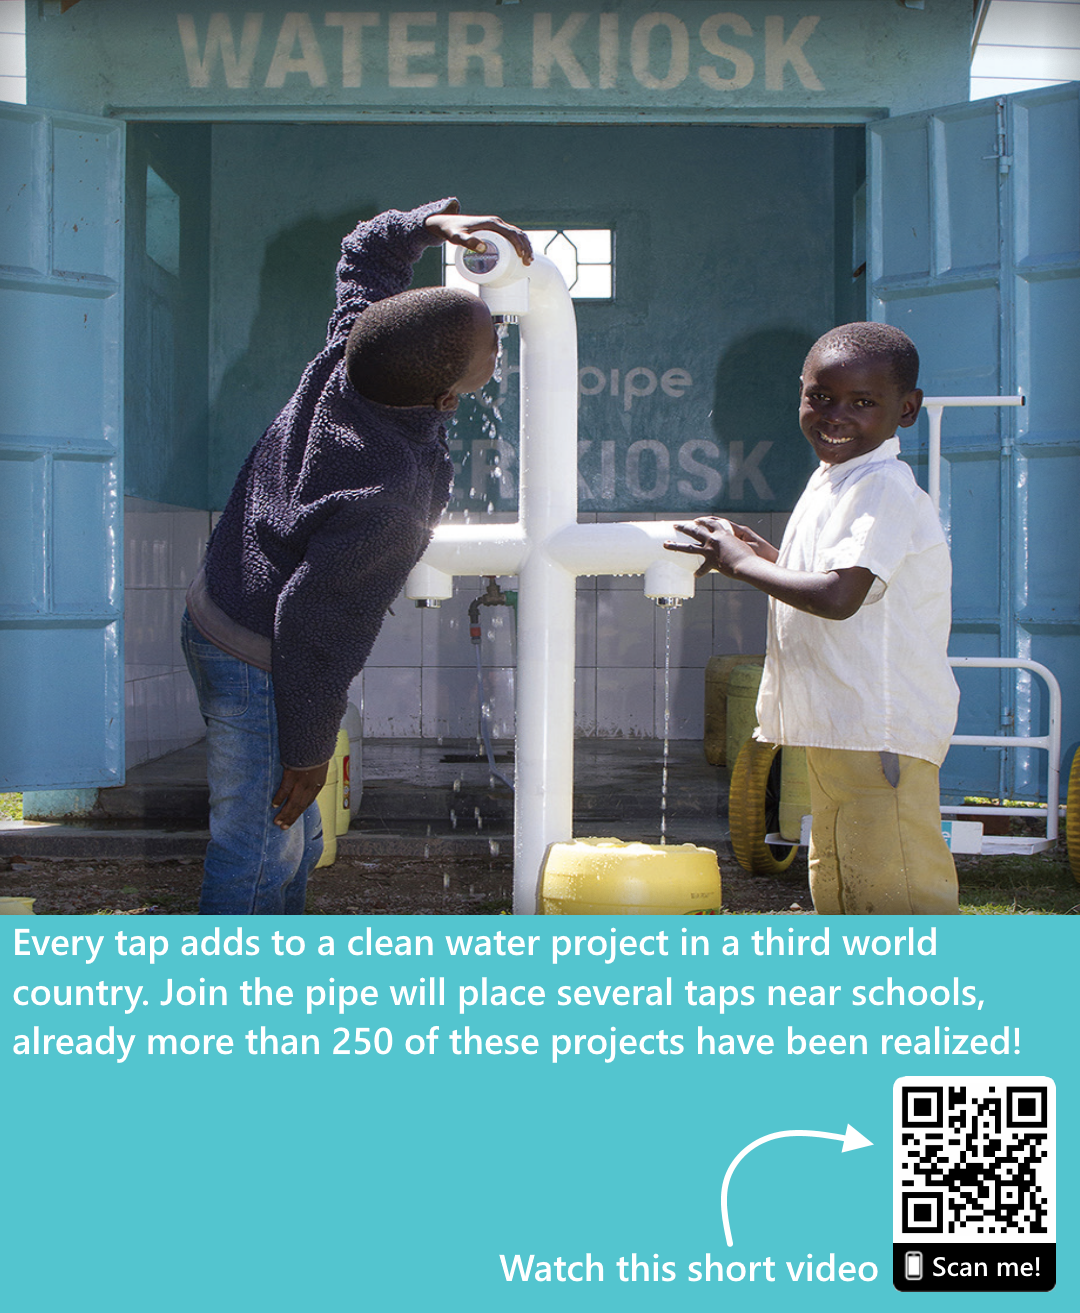 WATER KIOSK
pipe
KIOSK
Every tap adds to a clean water project in a third world
country. Join the pipe will place several taps near schools,
already more than 250 of these projects have been realized!
Watch this short video
Scan me!